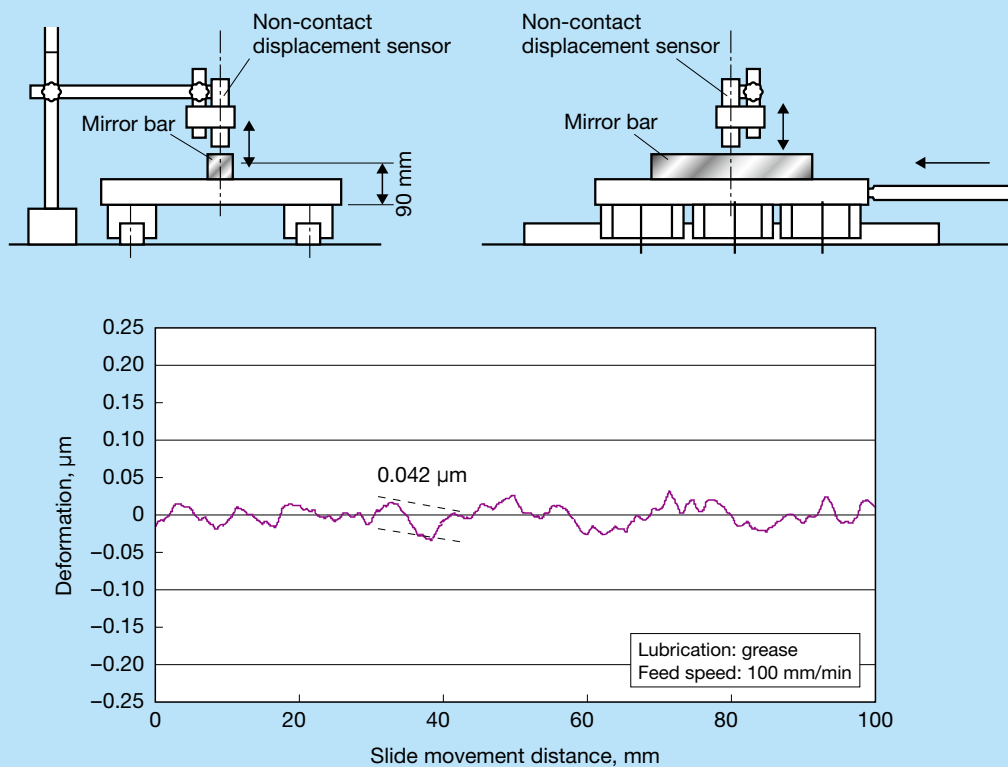 Non-contact
displacement sensor
Mirror bar
90 mm
Non-contact
displacement sensor
Mirror bar
0.25
0.20
0.15
0.10
0.05
0
−0.05
−0.10
−0.15
−0.20
−0.25
Deformation, µm
0.042 µm
Lubrication: grease
Feed speed: 100 mm/min
0 20 40 60 80 100
Slide movement distance, mm